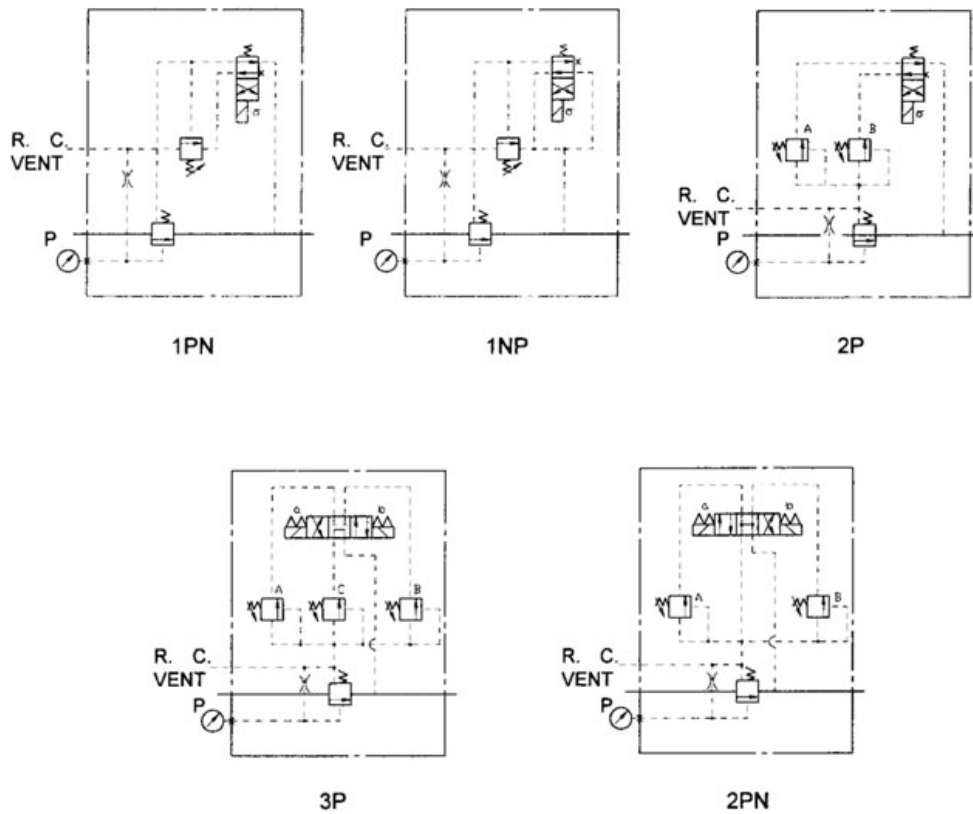 a
R. C.
VENT
P
1PN
a
R. C.
VENT
P
1NP
a
A B
R. C.
VENT
P
2P
a b
A C B
R. C.
VENT
P
3P
a b
A B
R. C.
VENT
P
2PN